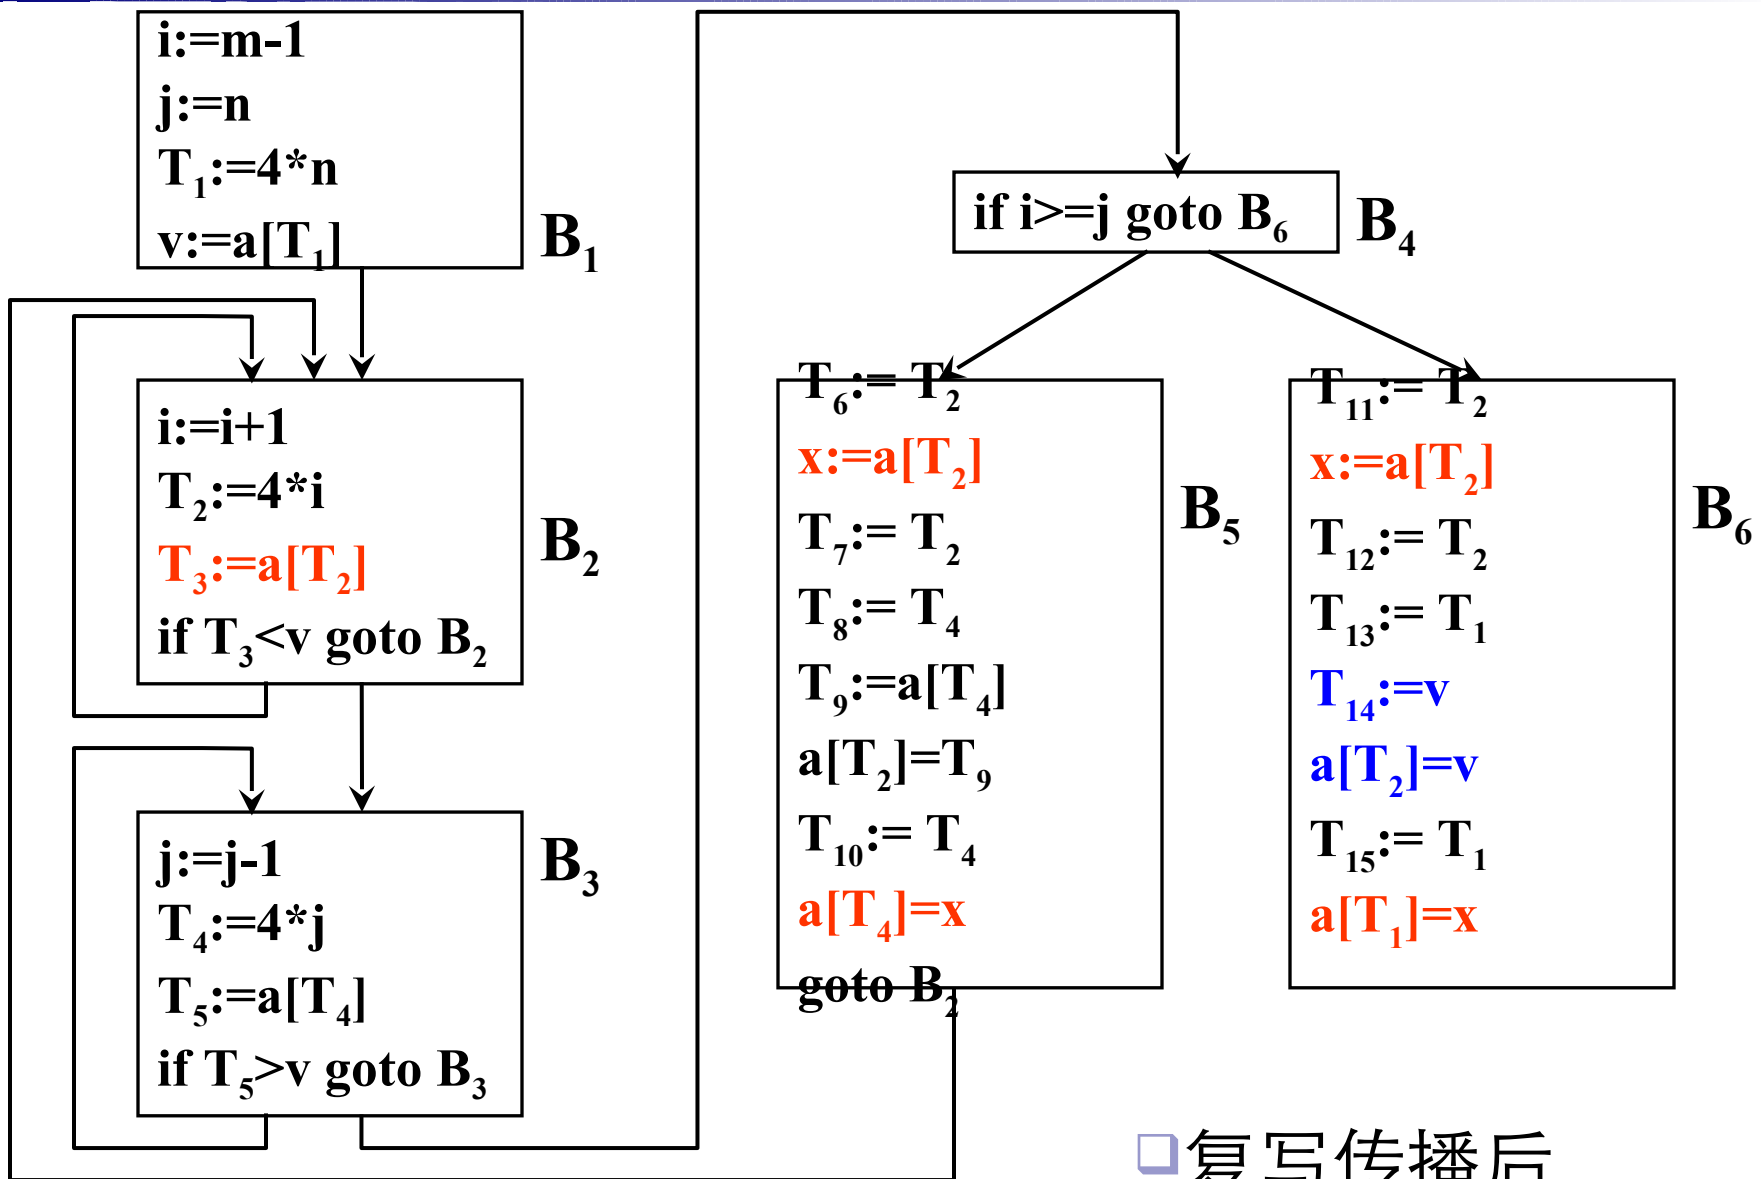 i:=m-1
j:=n
T₁:=4*n
v:=a[T₁]
B₁
i:=i+1
T₂:=4*i
T₃:=a[T₂]
if T₃<v goto B₂
B₂
j:=j-1
T₄:=4*j
T₅:=a[T₄]
if T₅>v goto B₃
B₃
if i>=j goto B₆
B₄
T₆:= T₂
x:=a[T₂]
T₇:= T₂
T₈:= T₄
T₉:=a[T₄]
a[T₂]=T₉
T₁₀:= T₄
a[T₄]=x
goto B₂
B₅
T₁₁:= T₂
x:=a[T₂]
T₁₂:= T₂
T₁₃:= T₁
T₁₄:=v
a[T₂]=v
T₁₅:= T₁
a[T₁]=x
B₆
复写传播后